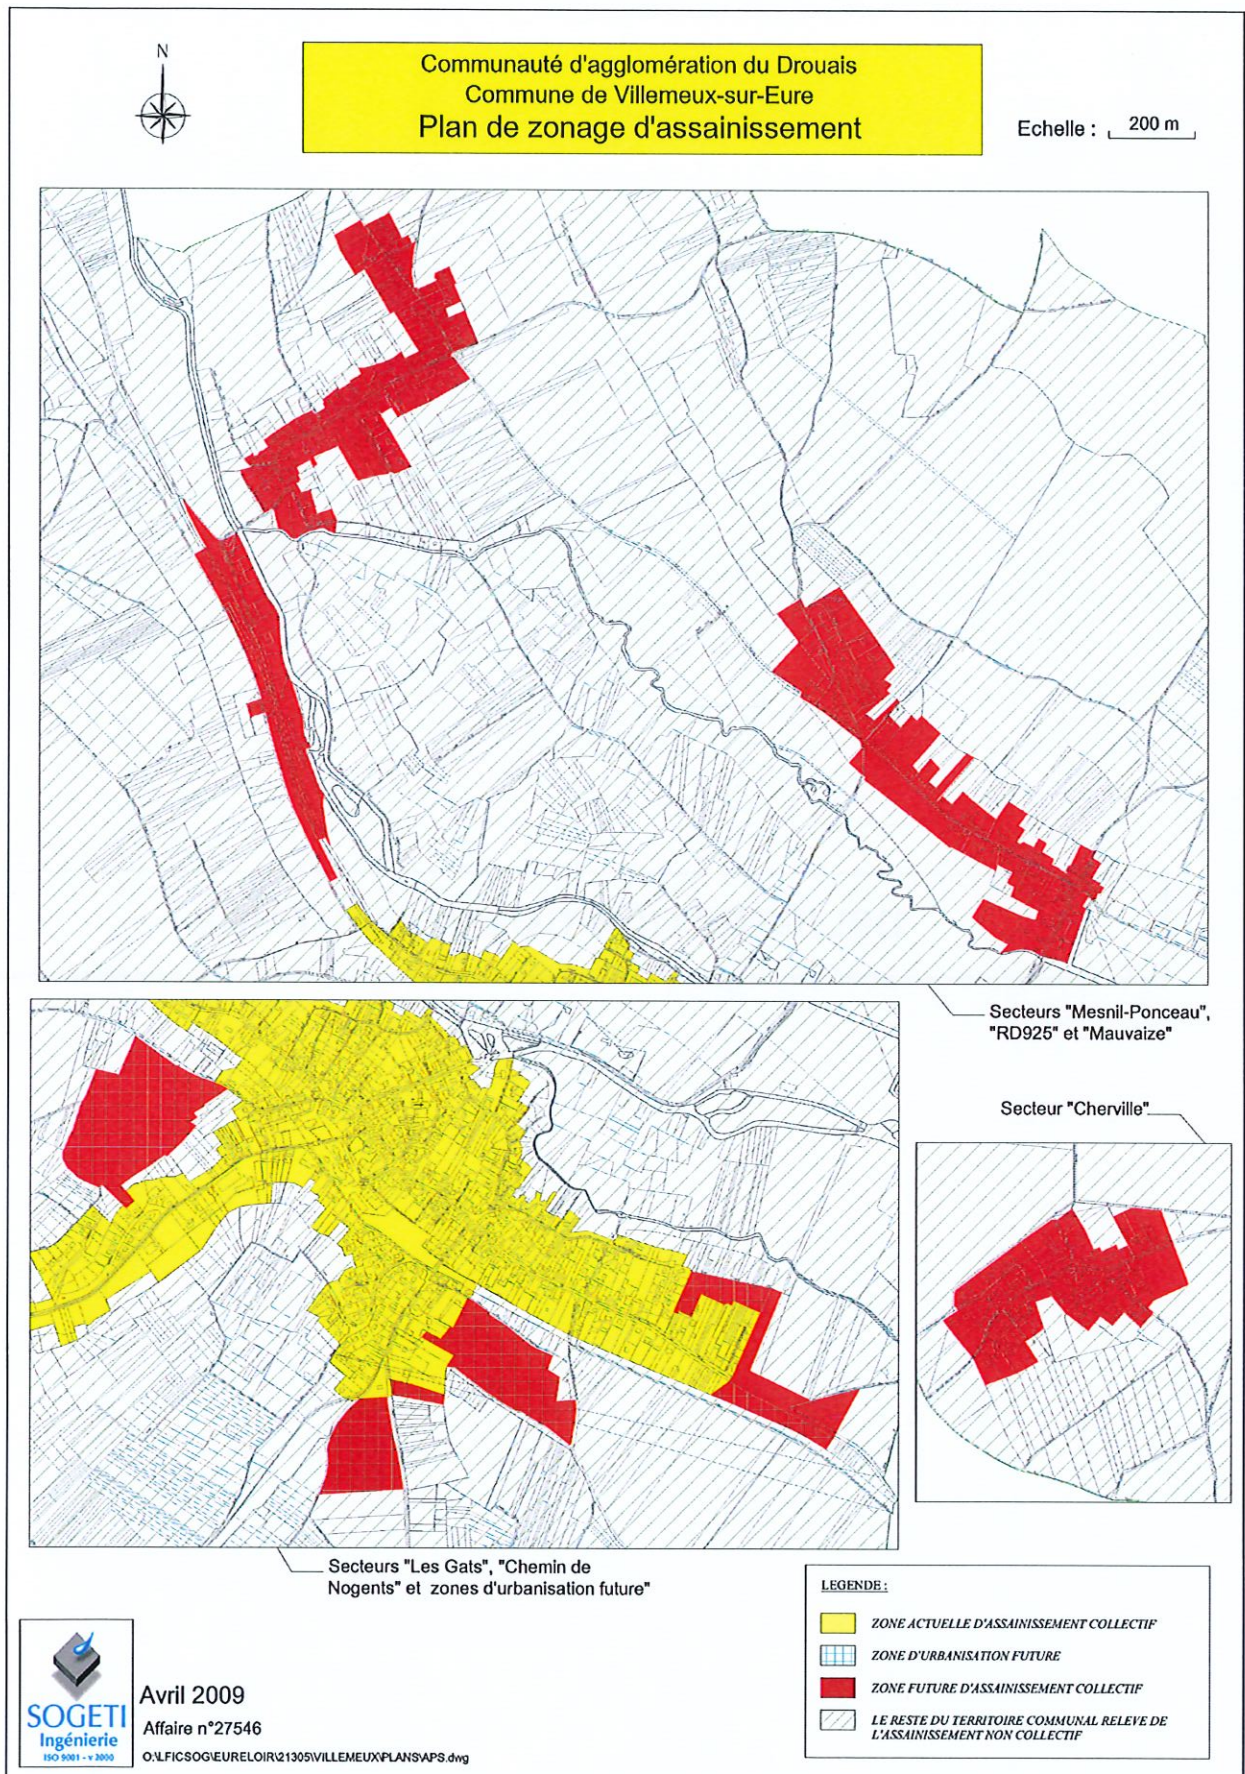 N
Communauté d'agglomération du Drouais
Commune de Villemeux-sur-Eure
Plan de zonage d'assainissement
Echelle : 200 m
Secteurs "Mesnil-Ponceau",
"RD925" et "Mauvaize"
Secteur "Cherville"
Secteurs "Les Gats", "Chemin de
Nogents" et zones d'urbanisation future"
LEGENDE :
ZONE ACTUELLE D'ASSAINISSEMENT COLLECTIF
ZONE D'URBANISATION FUTURE
ZONE FUTURE D'ASSAINISSEMENT COLLECTIF
LE RESTE DU TERRITOIRE COMMUNAL RELEVE DE
L'ASSAINISSEMENT NON COLLECTIF
SOGETI
Ingénierie
ISO 9001 - v 2000
Avril 2009
Affaire n°27546
O:\LFICSOG\EURELOIR\21305\VILLEMEUX\PLANS\APS.dwg